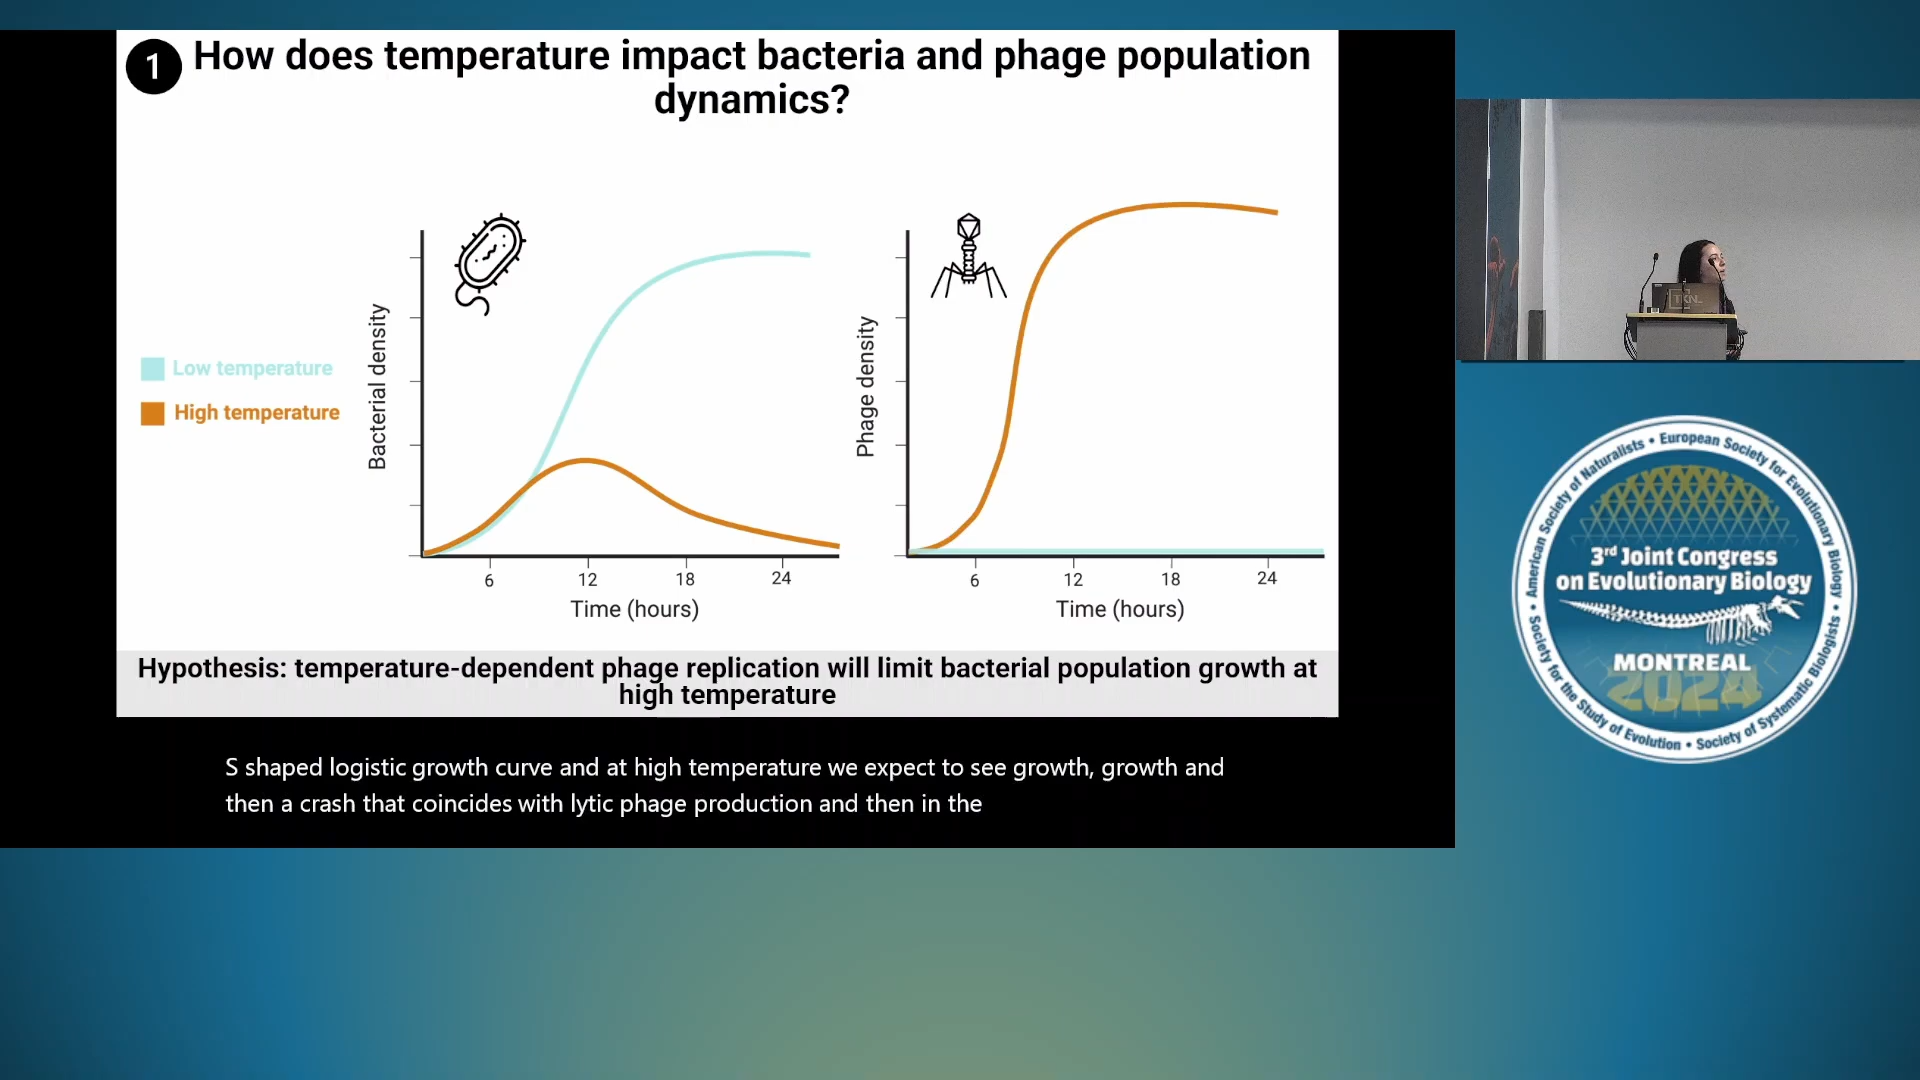 1
How does temperature impact bacteria and phage population
dynamics?
Low temperature
High temperature
Bacterial density
6 12 18 24
Time (hours)
Phage density
6 12 18 24
Time (hours)
Hypothesis: temperature-dependent phage replication will limit bacterial population growth at
high temperature
S shaped logistic growth curve and at high temperature we expect to see growth, growth and
then a crash that coincides with lytic phage production and then in the
TKNL
American Society of Naturalists • European Society for Evolutionary Biology •
3rd Joint Congress
on Evolutionary Biology
MONTREAL
2024
Society for the Study of Evolution • Society of Systematic Biologists •